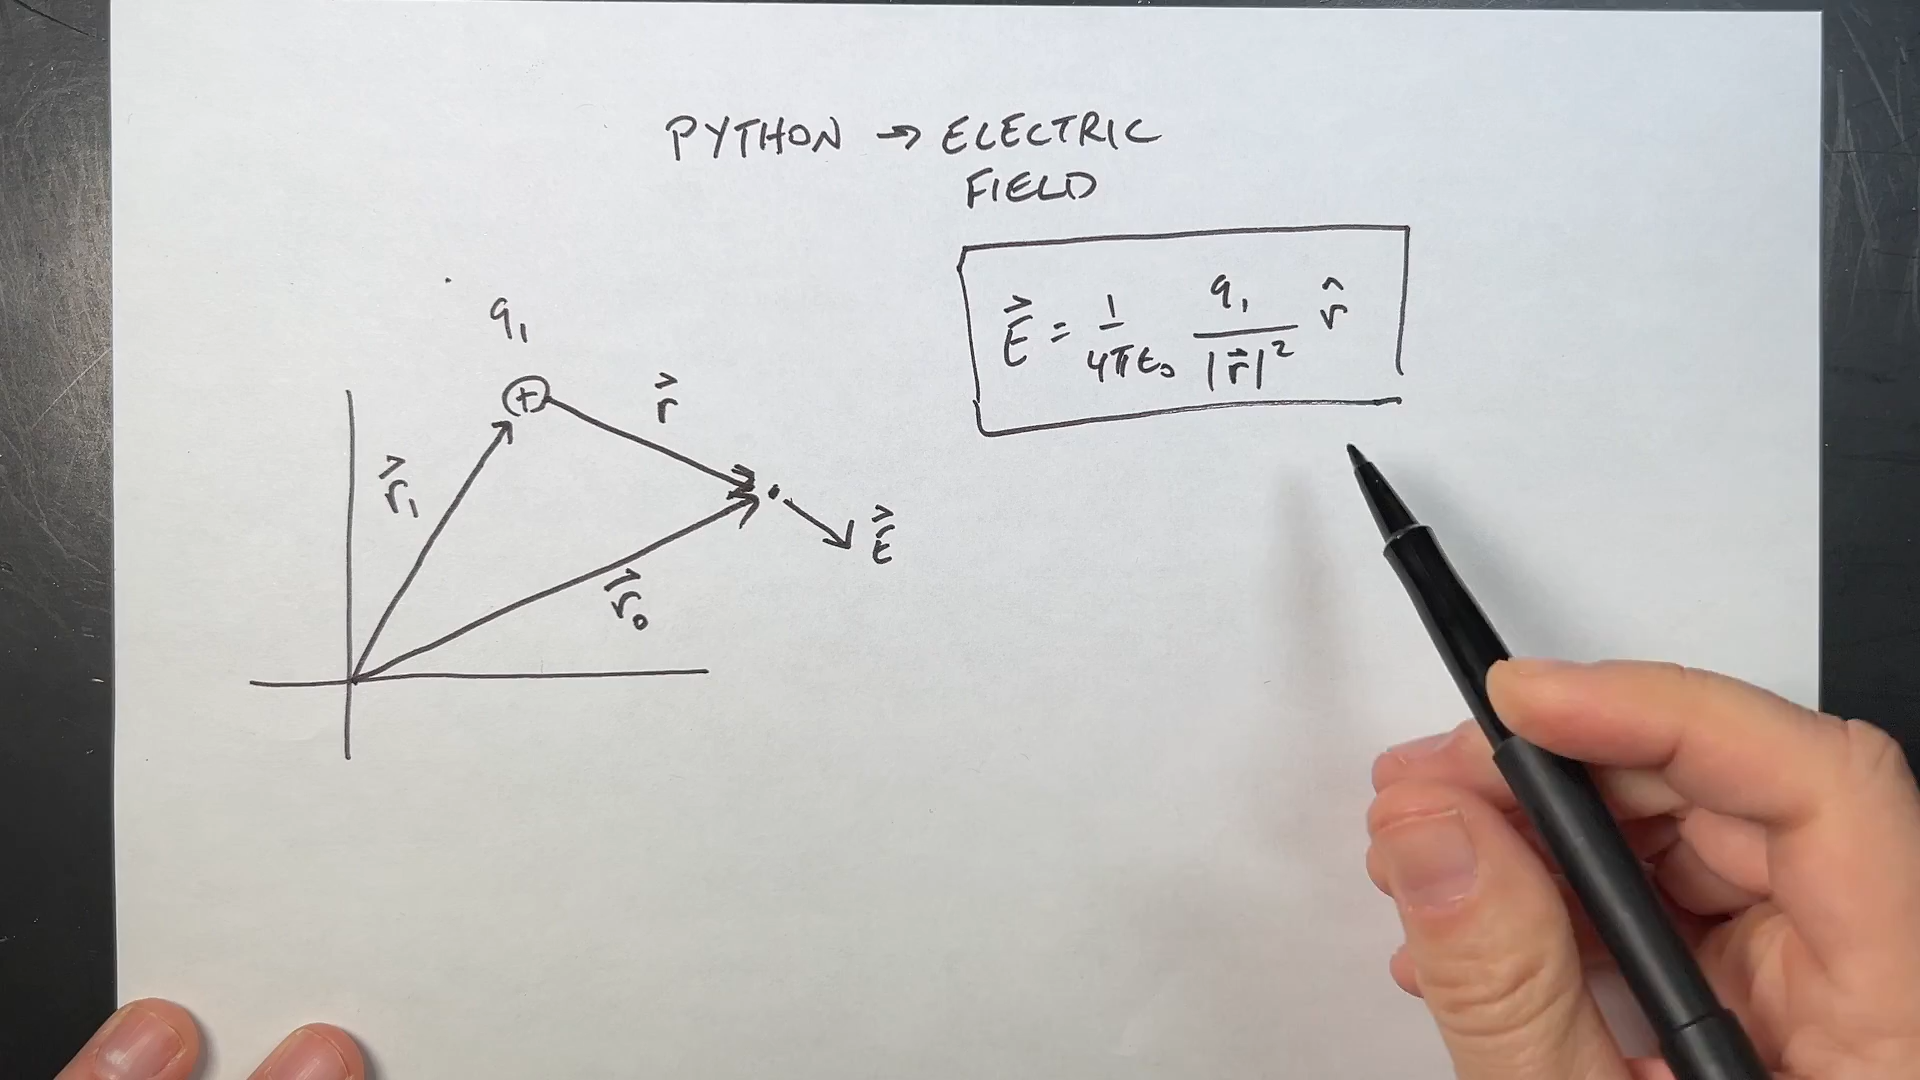 PYTHON → ELECTRIC
FIELD
E⃗ = 1/4πε₀ q₁/|r⃗|² r̂
q₁
r⃗
r⃗₁
E⃗
r⃗₀